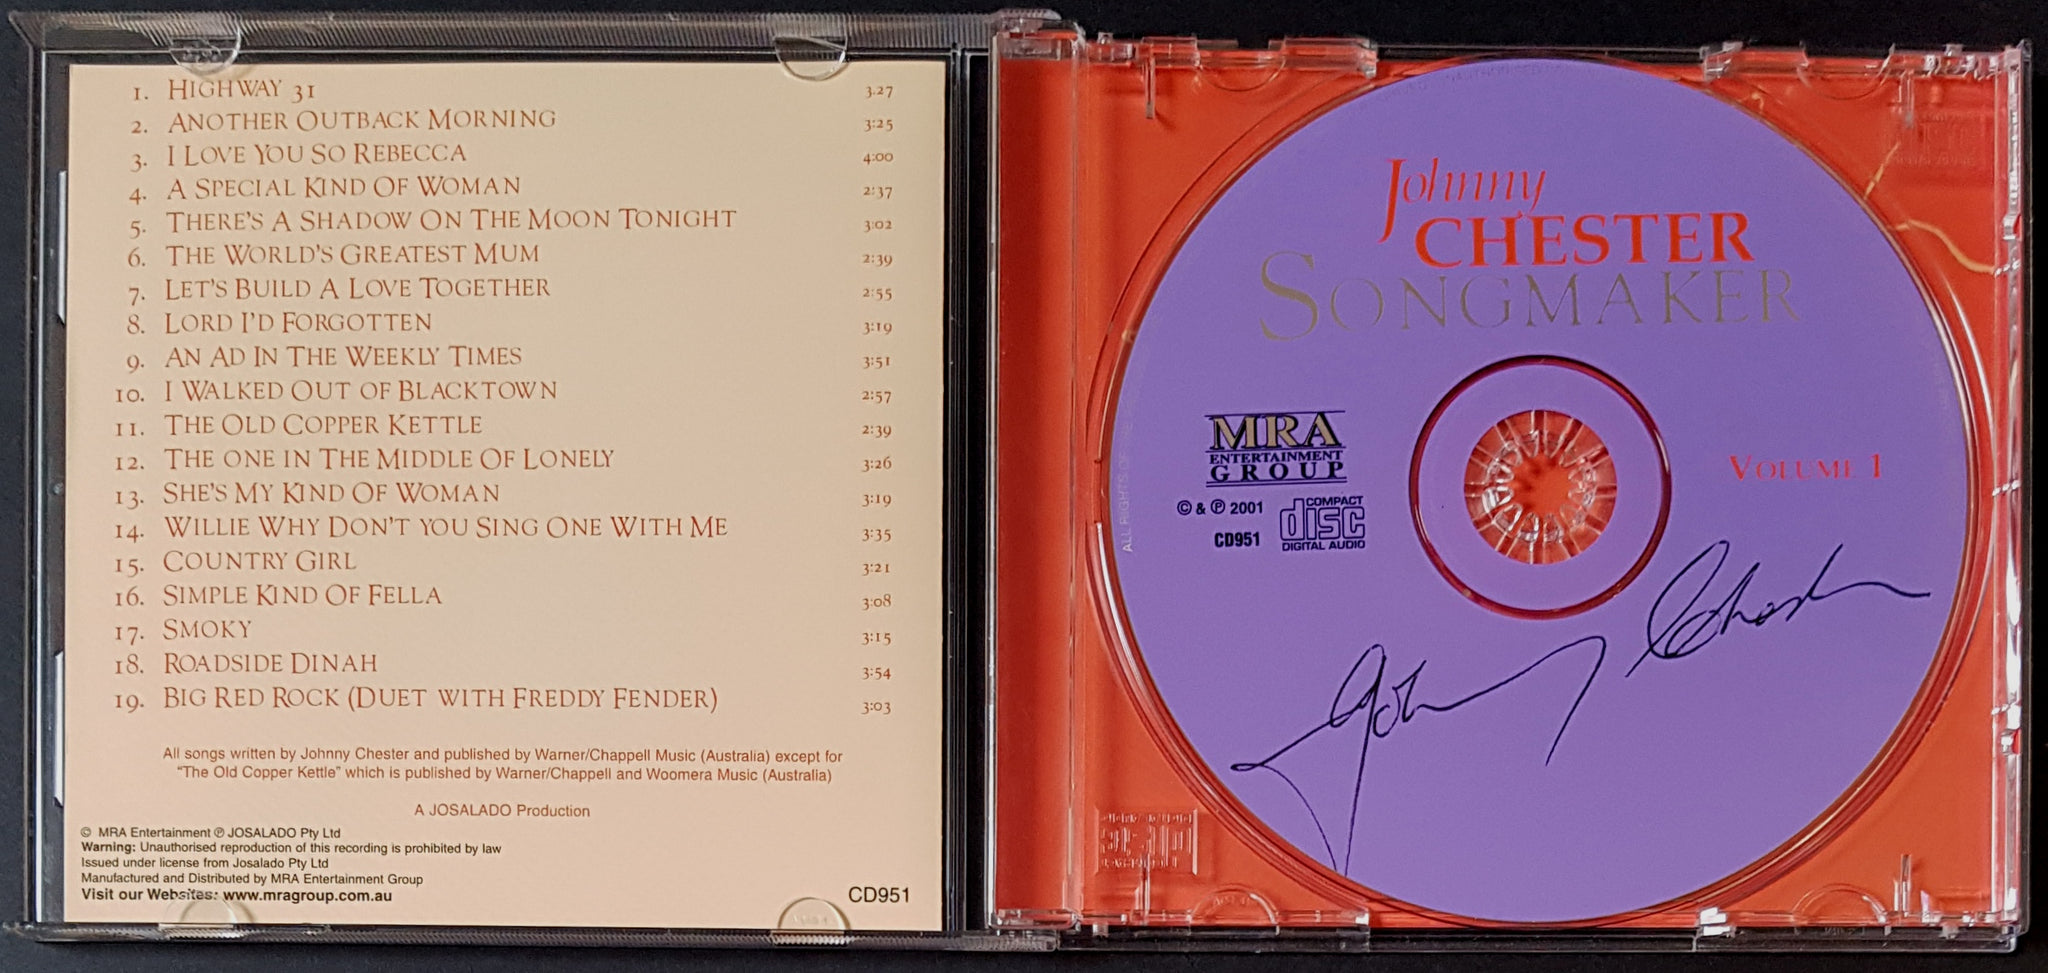 1. HIGHWAY 31 3.27
2. ANOTHER OUTBACK MORNING 3:25
3. I LOVE YOU SO REBECCA 4:00
4. A SPECIAL KIND OF WOMAN 2:37
5. THERE'S A SHADOW ON THE MOON TONIGHT 3:02
6. THE WORLD'S GREATEST MUM 2:39
7. LET'S BUILD A LOVE TOGETHER 2:55
8. LORD I'D FORGOTTEN 3:19
9. AN AD IN THE WEEKLY TIMES 3:51
10. I WALKED OUT OF BLACKTOWN 2:57
11. THE OLD COPPER KETTLE 2:39
12. THE ONE IN THE MIDDLE OF LONELY 3:26
13. SHE'S MY KIND OF WOMAN 3:19
14. WILLIE WHY DON'T YOU SING ONE WITH ME 3:35
15. COUNTRY GIRL 3:21
16. SIMPLE KIND OF FELLA 3:08
17. SMOKY 3:15
18. ROADSIDE DINAH 3:54
19. BIG RED ROCK (DUET WITH FREDDY FENDER) 3:03
All songs written by Johnny Chester and published by Warner/Chappell Music (Australia) except for
"The Old Copper Kettle" which is published by Warner/Chappell and Woomera Music (Australia)
A JOSALADO Production
© MRA Entertainment ℗ JOSALADO Pty Ltd
Warning: Unauthorised reproduction of this recording is prohibited by law
Issued under license from Josalado Pty Ltd
Manufactured and Distributed by MRA Entertainment Group
Visit our Websites: www.mragroup.com.au
CD951
Johnny
CHESTER
SONGMAKER
MRA
ENTERTAINMENT
GROUP
VOLUME 1
© & ℗ 2001
CD951
COMPACT
disc
DIGITAL AUDIO
ALL RIGHTS OF
Johnny Chester